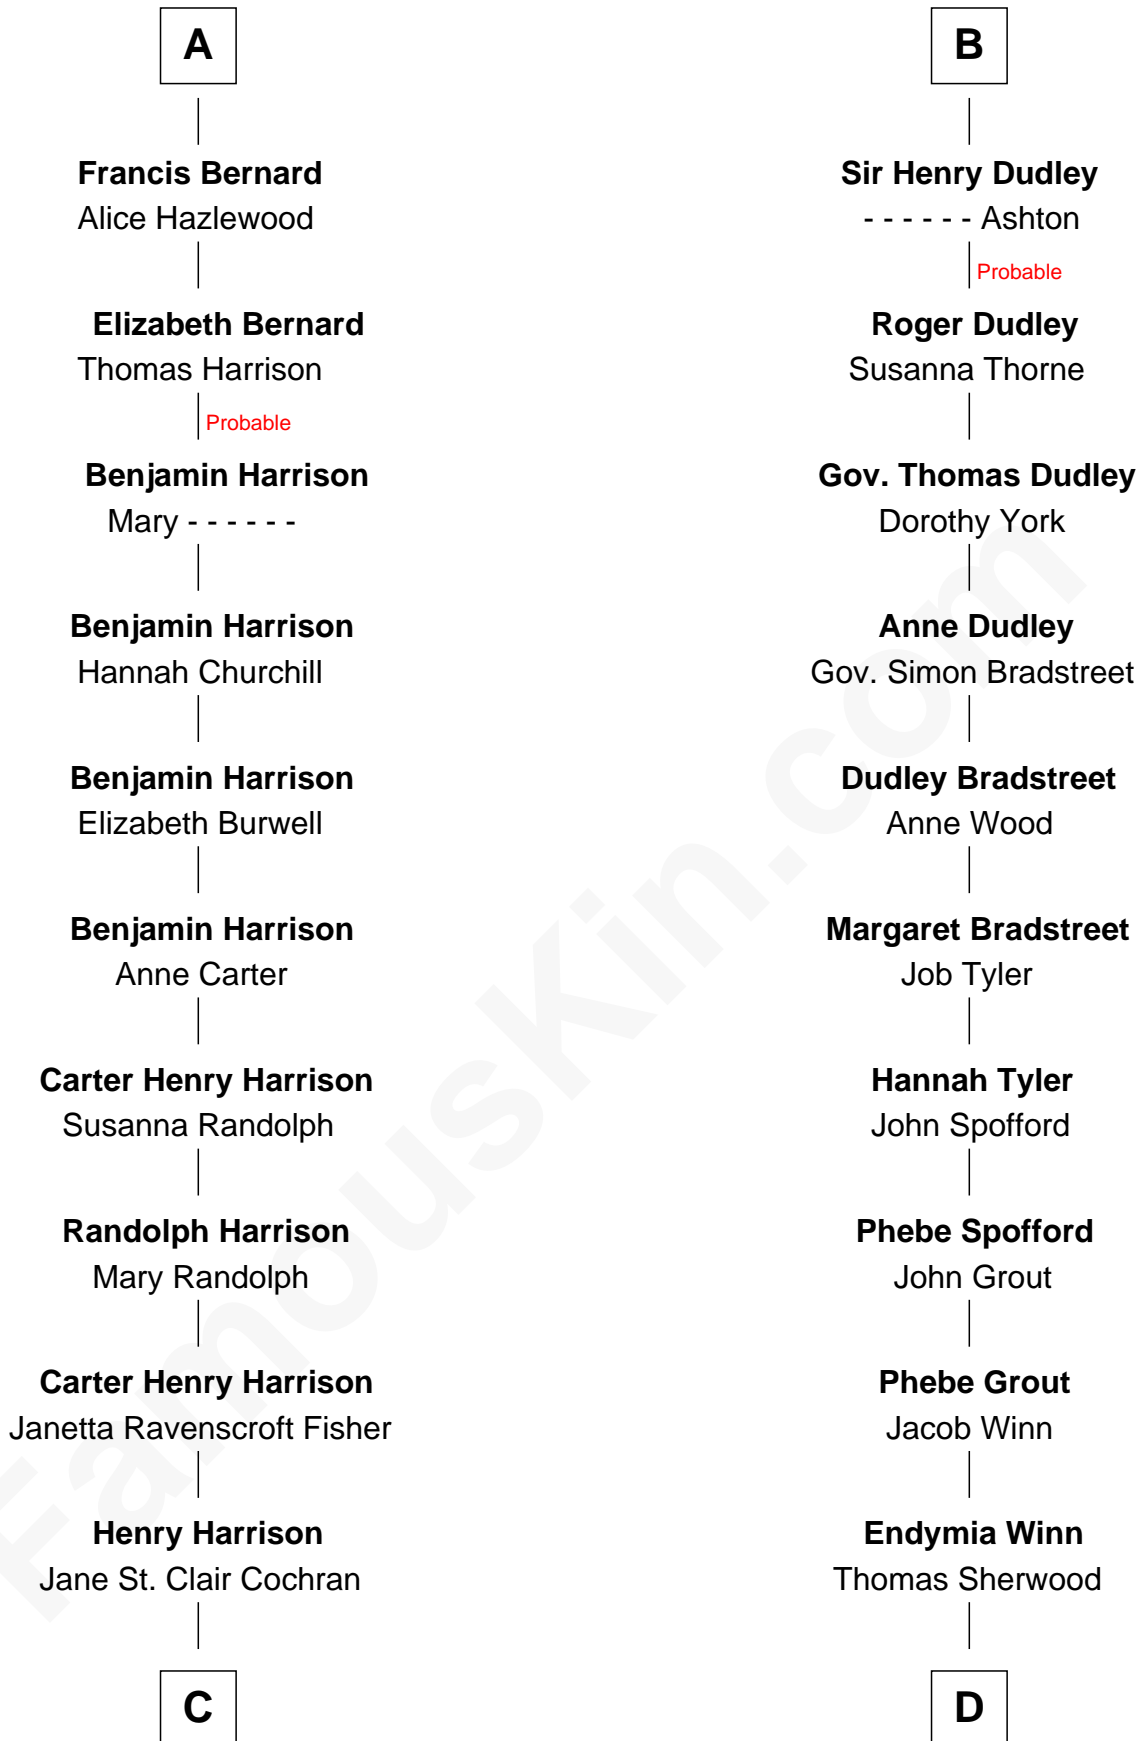 A
Francis Bernard
Alice Hazlewood
Elizabeth Bernard
Thomas Harrison
Probable
Benjamin Harrison
Mary - - - - - -
Benjamin Harrison
Hannah Churchill
Benjamin Harrison
Elizabeth Burwell
Benjamin Harrison
Anne Carter
Carter Henry Harrison
Susanna Randolph
Randolph Harrison
Mary Randolph
Carter Henry Harrison
Janetta Ravenscroft Fisher
Henry Harrison
Jane St. Clair Cochran
C
B
Sir Henry Dudley
- - - - - - Ashton
Probable
Roger Dudley
Susanna Thorne
Gov. Thomas Dudley
Dorothy York
Anne Dudley
Gov. Simon Bradstreet
Dudley Bradstreet
Anne Wood
Margaret Bradstreet
Job Tyler
Hannah Tyler
John Spofford
Phebe Spofford
John Grout
Phebe Grout
Jacob Winn
Endymia Winn
Thomas Sherwood
D
FamousKin.com